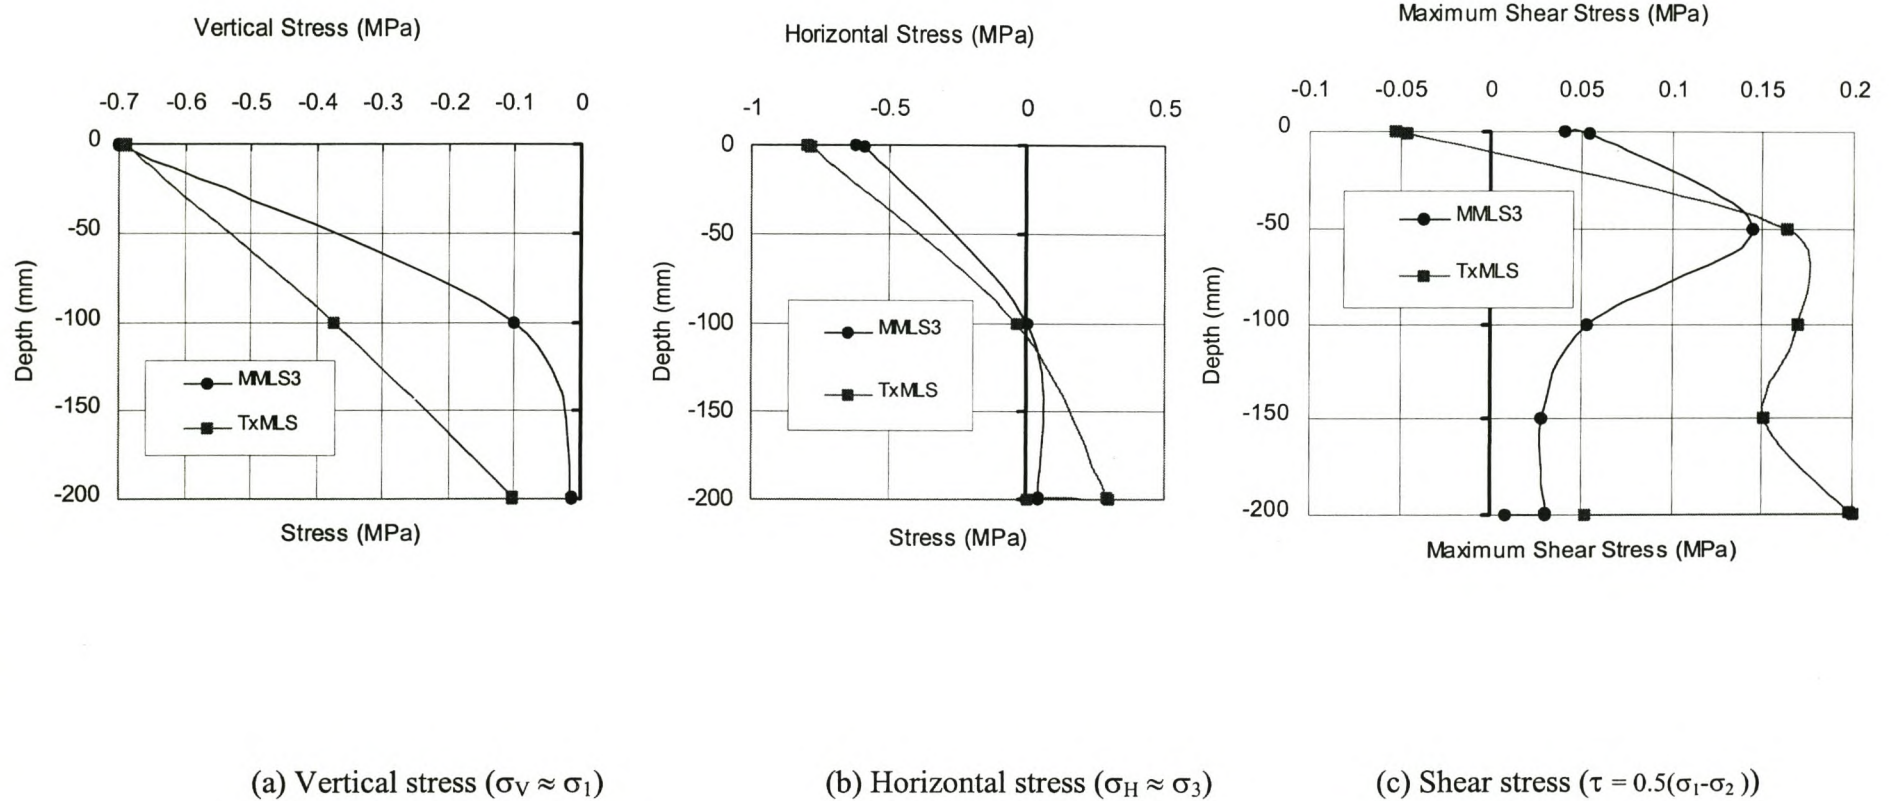 Vertical Stress (MPa)
-0.7 -0.6 -0.5 -0.4 -0.3 -0.2 -0.1 0
0
-50
-100
-150
-200
Depth (mm)
MMLS3
TxMLS
Stress (MPa)
(a) Vertical stress (σV ≈ σ1)
Horizontal Stress (MPa)
-1 -0.5 0 0.5
0
-50
-100
-150
-200
Depth (mm)
MMLS3
TxMLS
Stress (MPa)
(b) Horizontal stress (σH ≈ σ3)
Maximum Shear Stress (MPa)
-0.1 -0.05 0 0.05 0.1 0.15 0.2
0
-50
-100
-150
-200
Depth (mm)
MMLS3
TxMLS
Maximum Shear Stress (MPa)
(c) Shear stress (τ = 0.5(σ1-σ2 ))